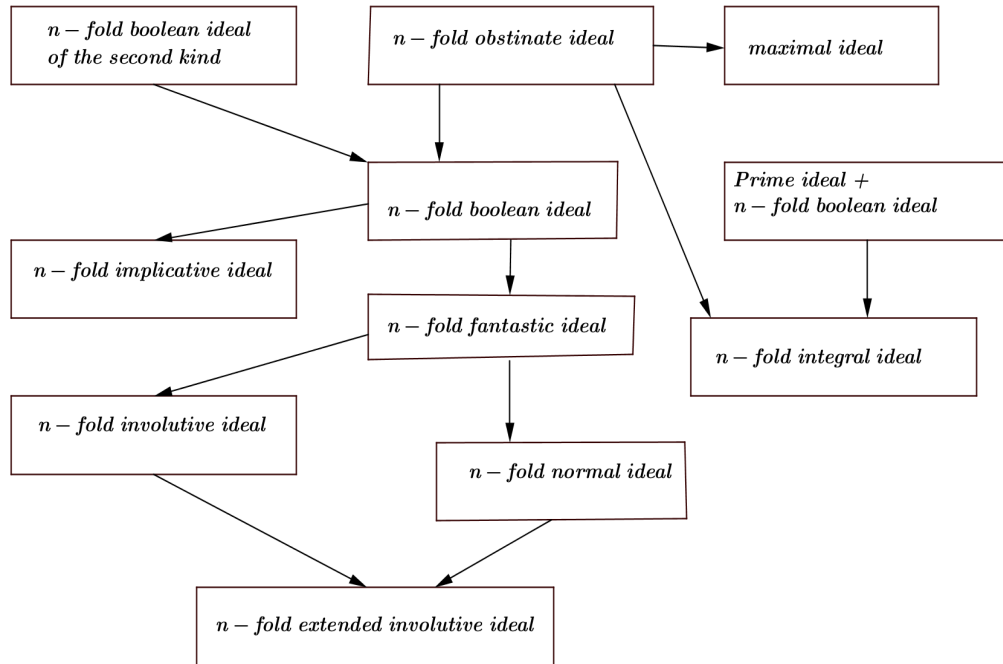 n − fold boolean ideal
of the second kind
n − fold obstinate ideal
maximal ideal
n − fold boolean ideal
Prime ideal +
n − fold boolean ideal
n − fold implicative ideal
n − fold fantastic ideal
n − fold integral ideal
n − fold involutive ideal
n − fold normal ideal
n − fold extended involutive ideal